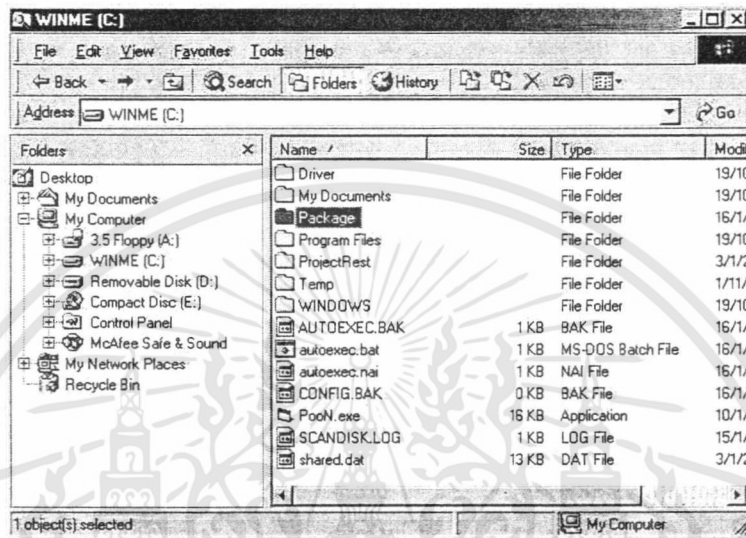 WINME (C:)
File Edit View Favorites Tools Help
Back Search Folders History
Address WINME (C:) Go
Folders × Name Size Type Modi
Desktop
My Documents
My Computer
3.5 Floppy (A:)
WINME (C:)
Removable Disk (D:)
Compact Disc (E:)
Control Panel
McAfee Safe & Sound
My Network Places
Recycle Bin
Driver File Folder 19/10
My Documents File Folder 19/10
Package File Folder 16/1/
Program Files File Folder 19/10
ProjectRest File Folder 3/1/2
Temp File Folder 1/11/
WINDOWS File Folder 19/10
AUTOEXEC.BAK 1 KB BAK File 16/1/
autoexec.bat 1 KB MS-DOS Batch File 16/1/
autoexec.nai 1 KB NAI File 16/1/
CONFIG.BAK 0 KB BAK File 16/1/
PooN.exe 16 KB Application 10/1/
SCANDISK.LOG 1 KB LOG File 15/1/
shared.dat 13 KB DAT File 3/1/2
1 object(s) selected My Computer